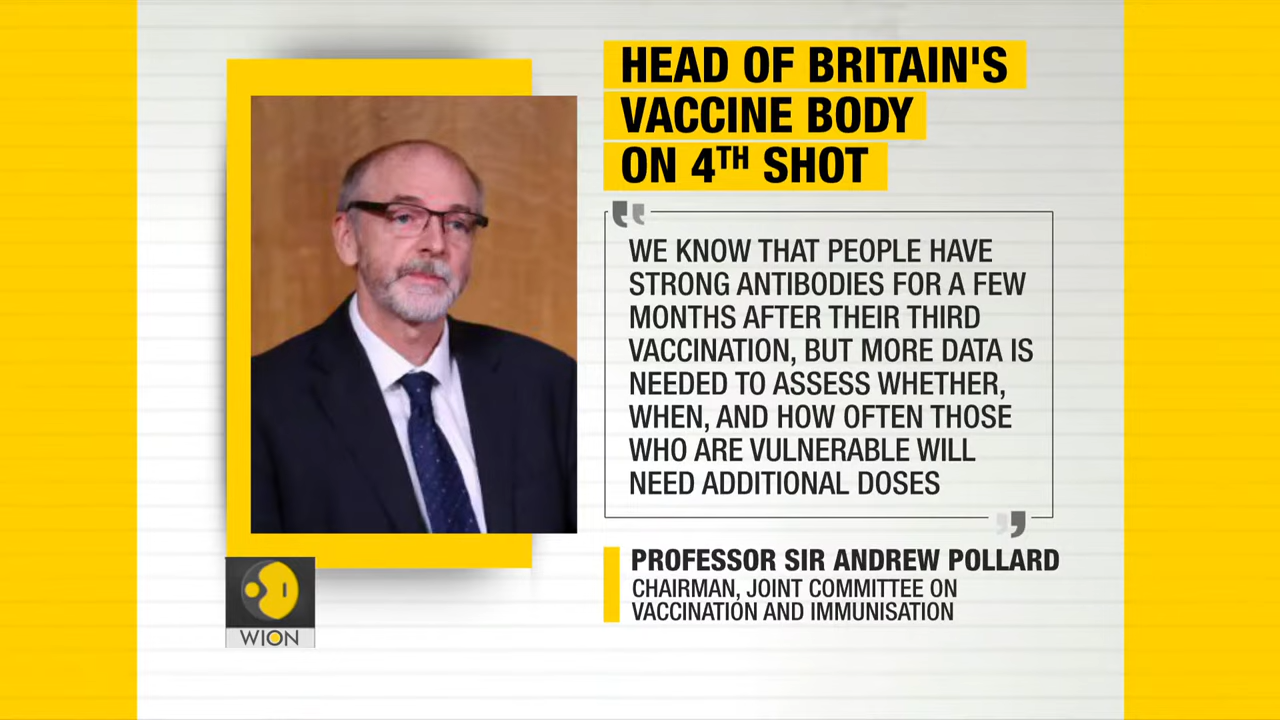 HEAD OF BRITAIN'S
VACCINE BODY
ON 4TH SHOT
WE KNOW THAT PEOPLE HAVE
STRONG ANTIBODIES FOR A FEW
MONTHS AFTER THEIR THIRD
VACCINATION, BUT MORE DATA IS
NEEDED TO ASSESS WHETHER,
WHEN, AND HOW OFTEN THOSE
WHO ARE VULNERABLE WILL
NEED ADDITIONAL DOSES
PROFESSOR SIR ANDREW POLLARD
CHAIRMAN, JOINT COMMITTEE ON
VACCINATION AND IMMUNISATION
WION